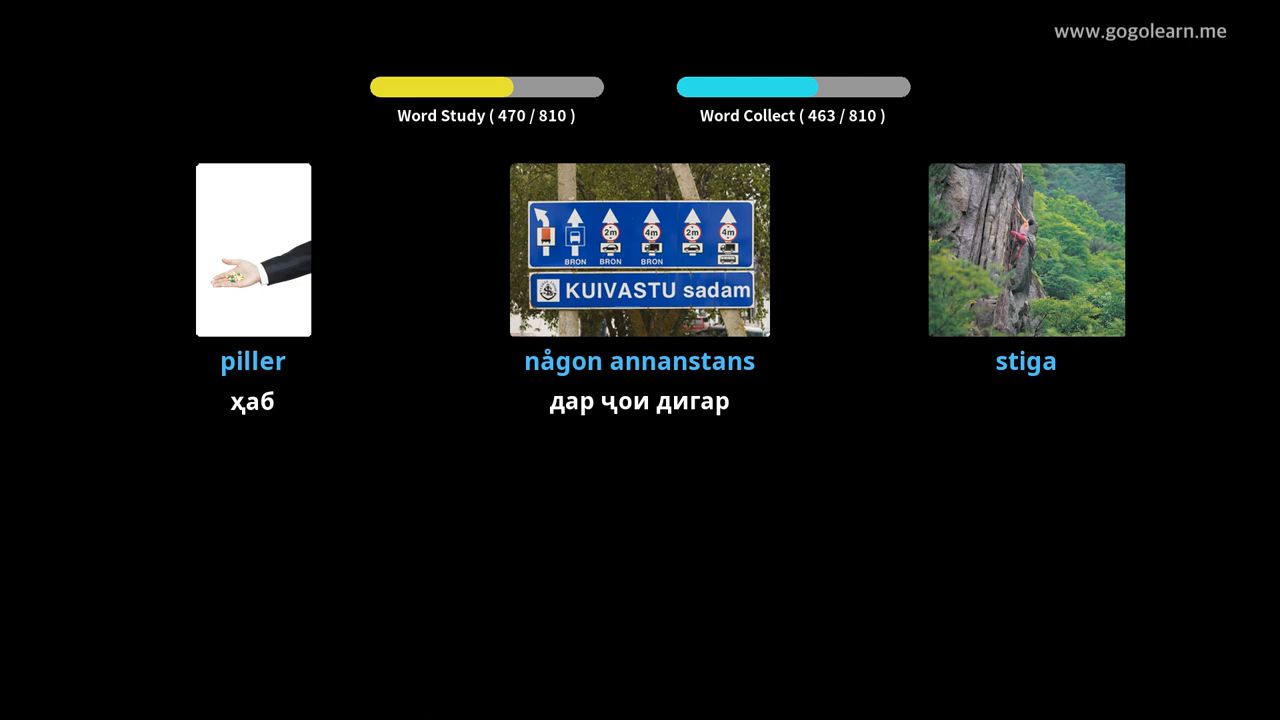 www.gogolearn.me
Word Study ( 470 / 810 )
Word Collect ( 463 / 810 )
2m
4m
2m
4m
BRON
BRON
BRON
KUIVASTU sadam
piller
någon annanstans
stiga
ҳаб
дар ҷои дигар